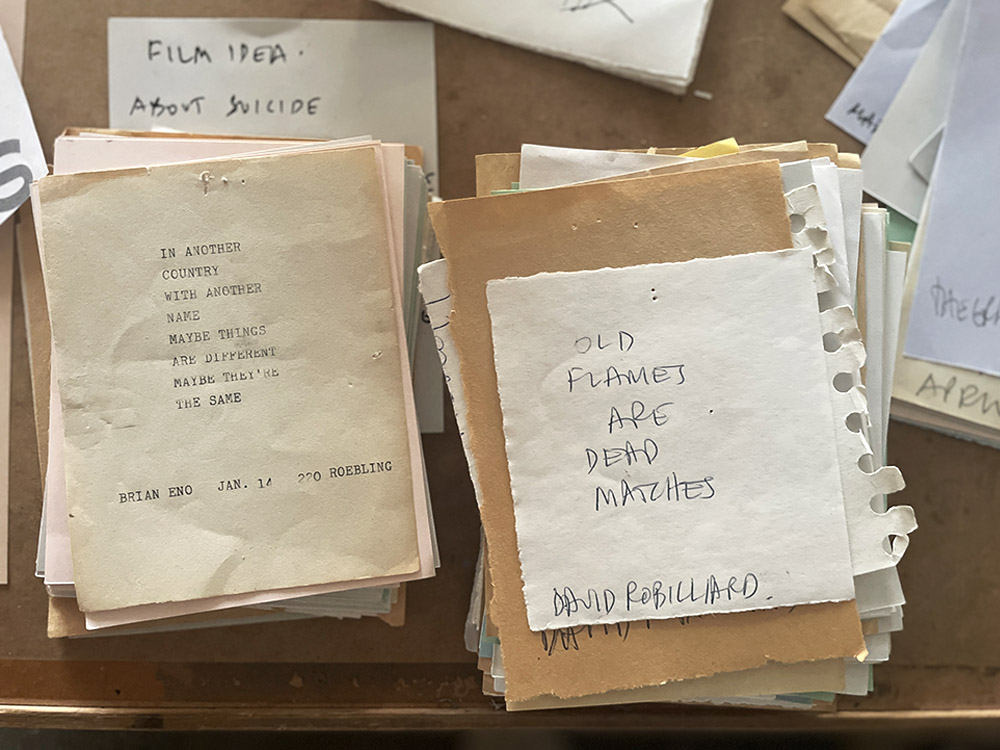 FILM IDEA.
ABOUT SUICIDE
IN ANOTHER
COUNTRY
WITH ANOTHER
NAME
MAYBE THINGS
ARE DIFFERENT
MAYBE THEY'RE
THE SAME
BRIAN ENO JAN. 14 220 ROEBLING
OLD
FLAMES
ARE
DEAD
MATCHES
DAVID ROBILLIARD.